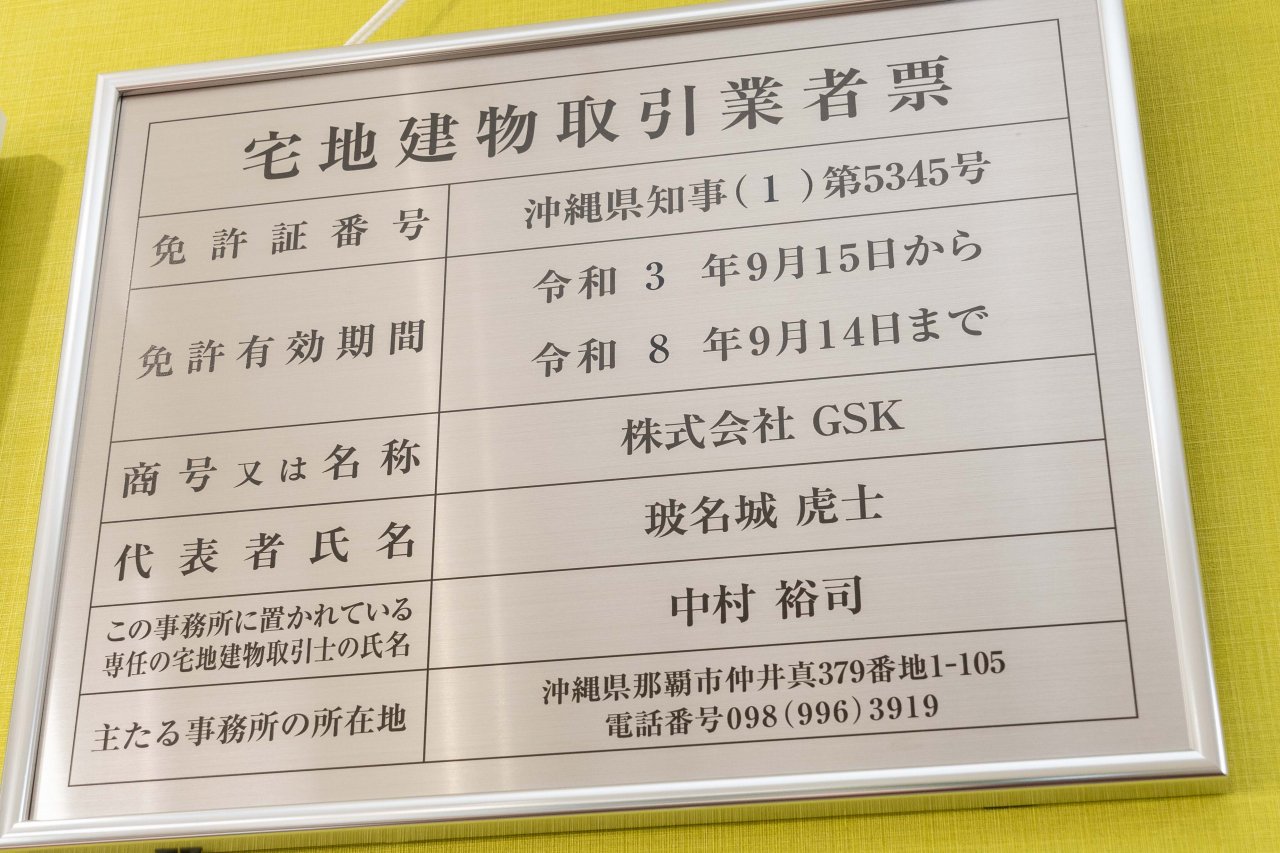 宅地建物取引業者票
免許証番号
沖縄県知事(1)第5345号
免許有効期間
令和 3 年9月15日から
令和 8 年9月14日まで
商号又は名称
株式会社 GSK
代表者氏名
玻名城 虎士
この事務所に置かれている
専任の宅地建物取引士の氏名
中村 裕司
主たる事務所の所在地
沖縄県那覇市仲井真379番地1-105
電話番号098(996)3919